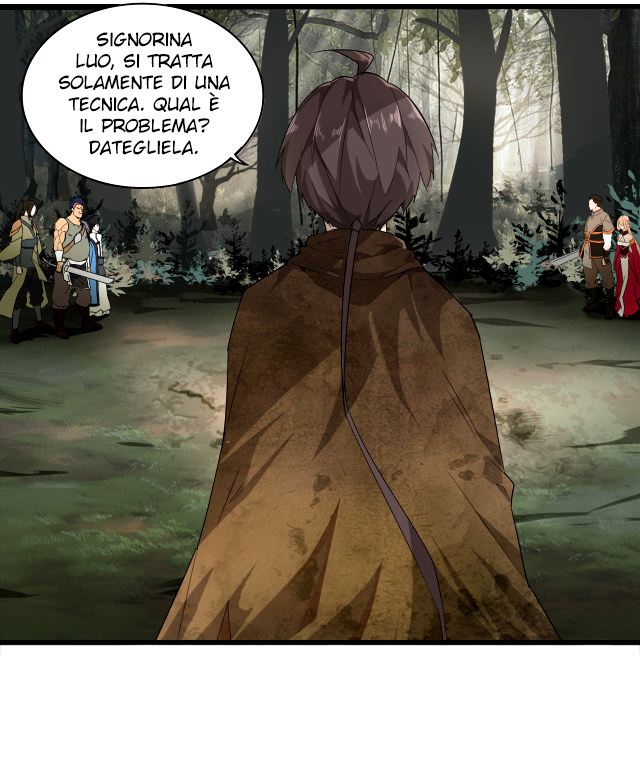 SIGNORINA
LUO, SI TRATTA
SOLAMENTE DI UNA
TECNICA. QUAL È
IL PROBLEMA?
DATEGLIELA.